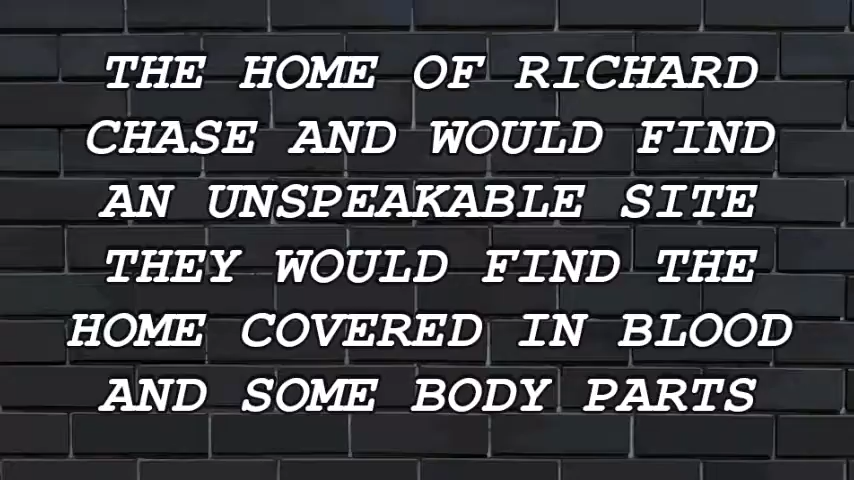 THE HOME OF RICHARD
CHASE AND WOULD FIND
AN UNSPEAKABLE SITE
THEY WOULD FIND THE
HOME COVERED IN BLOOD
AND SOME BODY PARTS